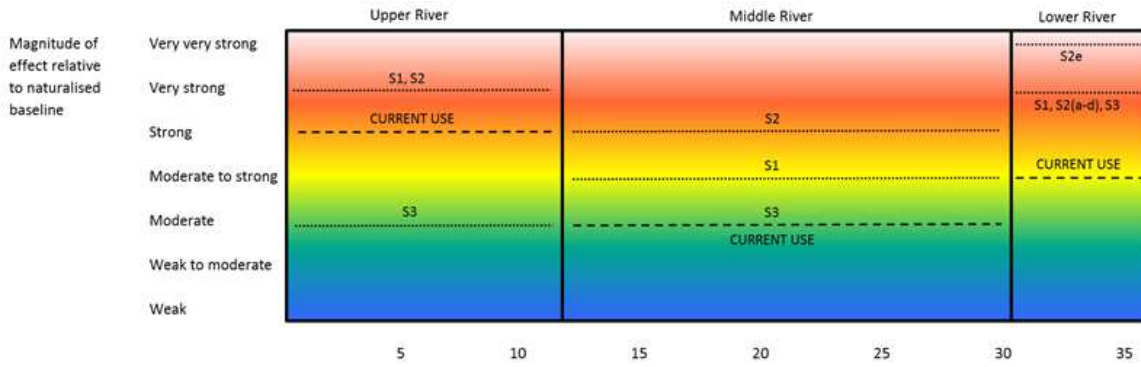 Upper River
Middle River
Lower River
Magnitude of
effect relative
to naturalised
baseline
Very very strong
Very strong
Strong
Moderate to strong
Moderate
Weak to moderate
Weak
S1, S2
CURRENT USE
S3
S2
S1
S3
CURRENT USE
S2e
S1, S2(a-d), S3
CURRENT USE
5 10 15 20 25 30 35